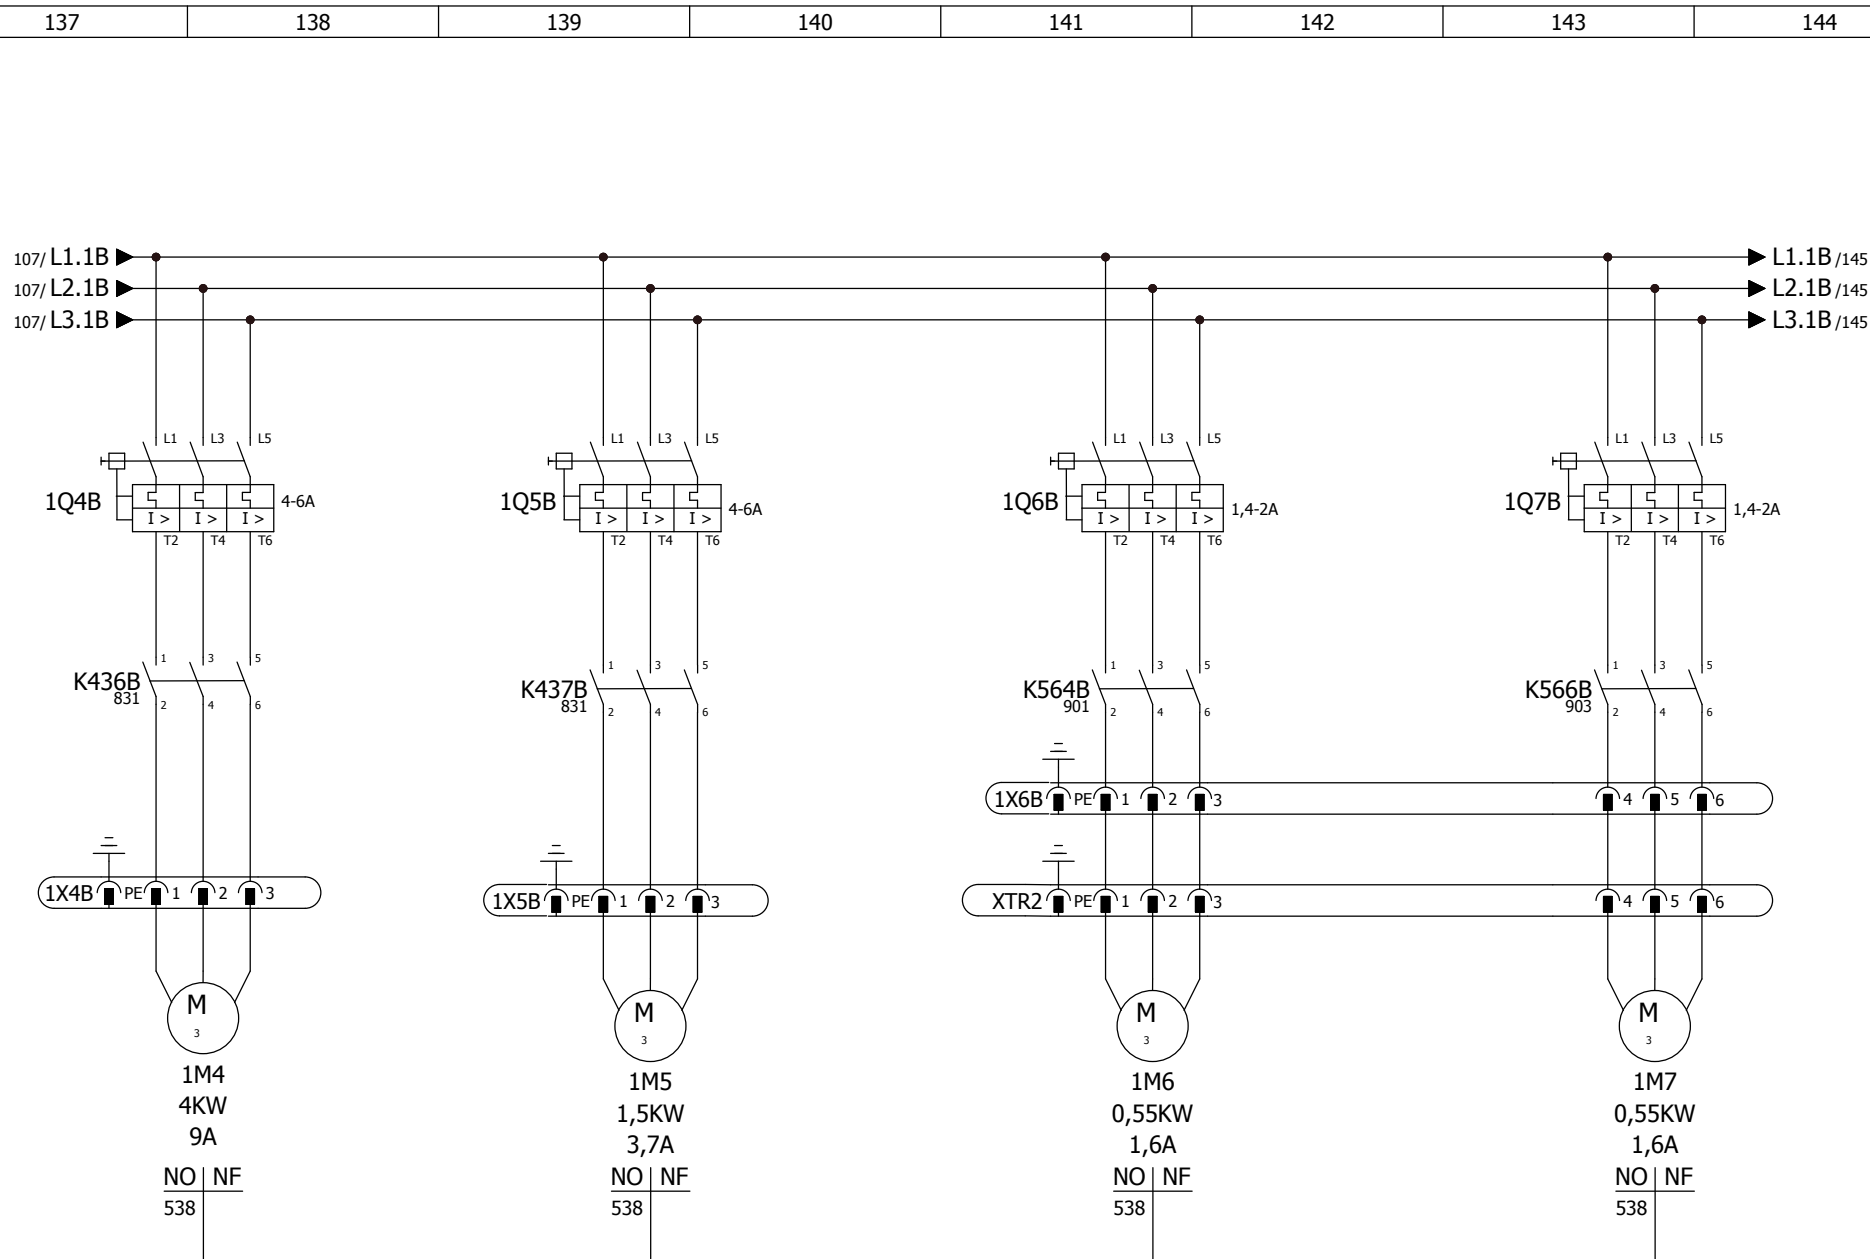 137 138 139 140 141 142 143 144
107/ L1.1B L1.1B /145
107/ L2.1B L2.1B /145
107/ L3.1B L3.1B /145
L1 L3 L5 L1 L3 L5 L1 L3 L5 L1 L3 L5
1Q4B 4-6A 1Q5B 4-6A 1Q6B 1,4-2A 1Q7B 1,4-2A
I > I > I > I > I > I > I > I > I > I > I > I >
T2 T4 T6 T2 T4 T6 T2 T4 T6 T2 T4 T6
1 3 5 1 3 5 1 3 5 1 3 5
K436B K437B K564B K566B
831 2 4 6 831 2 4 6 901 2 4 6 903 2 4 6
1X6B PE 1 2 3 4 5 6
1X4B PE 1 2 3 1X5B PE 1 2 3 XTR2 PE 1 2 3 4 5 6
M M M M
3 3 3 3
1M4 1M5 1M6 1M7
4KW 1,5KW 0,55KW 0,55KW
9A 3,7A 1,6A 1,6A
NO NF NO NF NO NF NO NF
538 538 538 538